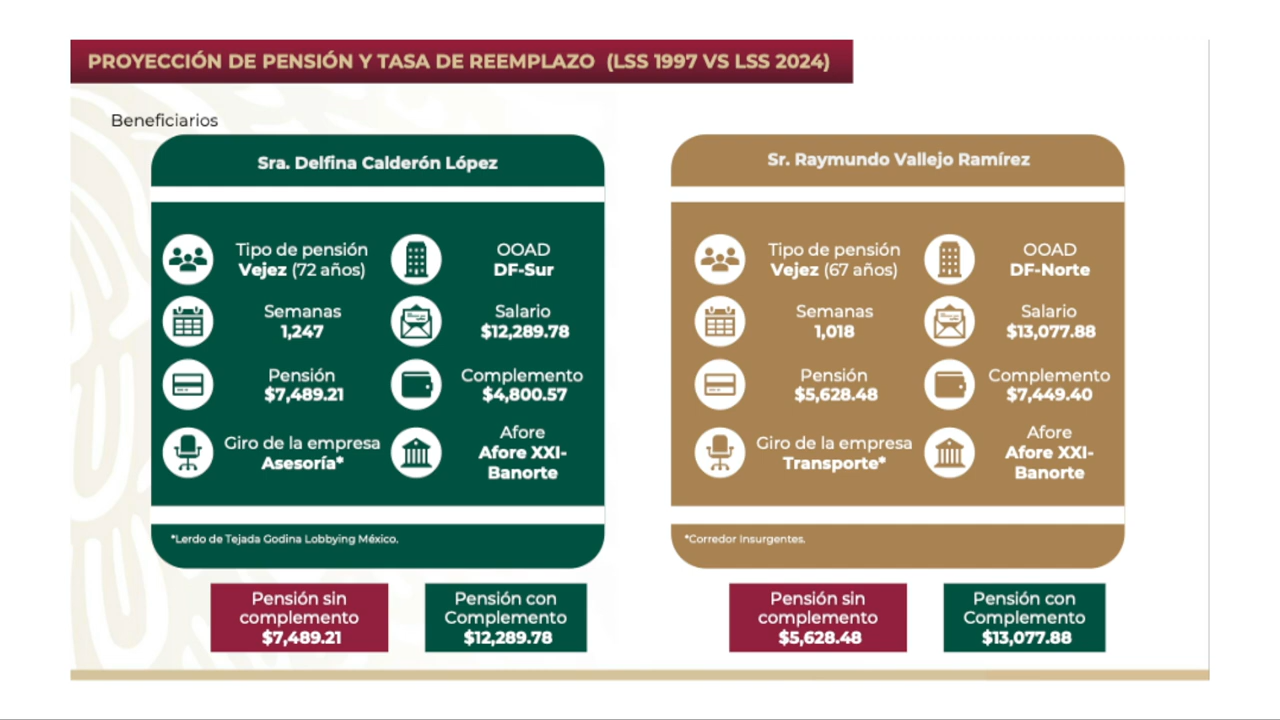 PROYECCIÓN DE PENSIÓN Y TASA DE REEMPLAZO (LSS 1997 VS LSS 2024)
Beneficiarios
Sra. Delfina Calderón López
Tipo de pensión
Vejez (72 años)
OOAD
DF-Sur
Semanas
1,247
Salario
$12,289.78
Pensión
$7,489.21
Complemento
$4,800.57
Giro de la empresa
Asesoría*
Afore
Afore XXI-
Banorte
*Lerdo de Tejada Godina Lobbying México.
Pensión sin
complemento
$7,489.21
Pensión con
Complemento
$12,289.78
Sr. Raymundo Vallejo Ramírez
Tipo de pensión
Vejez (67 años)
OOAD
DF-Norte
Semanas
1,018
Salario
$13,077.88
Pensión
$5,628.48
Complemento
$7,449.40
Giro de la empresa
Transporte*
Afore
Afore XXI-
Banorte
*Corredor Insurgentes.
Pensión sin
complemento
$5,628.48
Pensión con
Complemento
$13,077.88